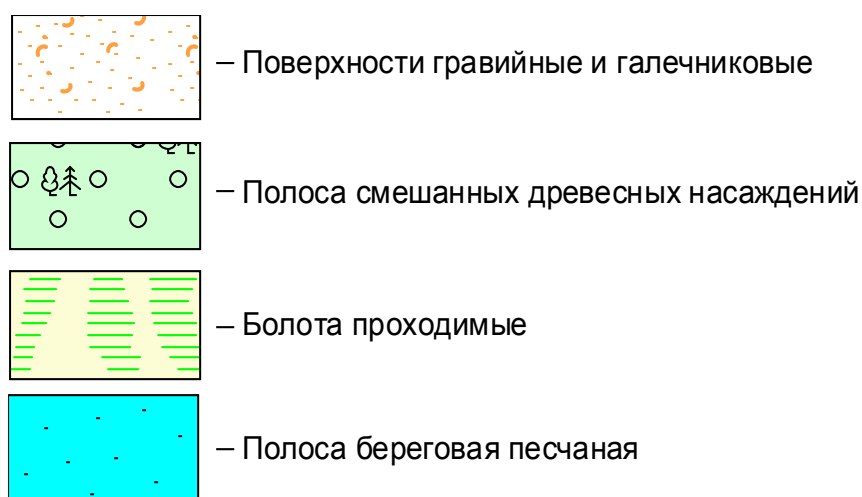 – Поверхности гравийные и галечниковые
– Полоса смешанных древесных насаждений
– Болота проходимые
– Полоса береговая песчаная